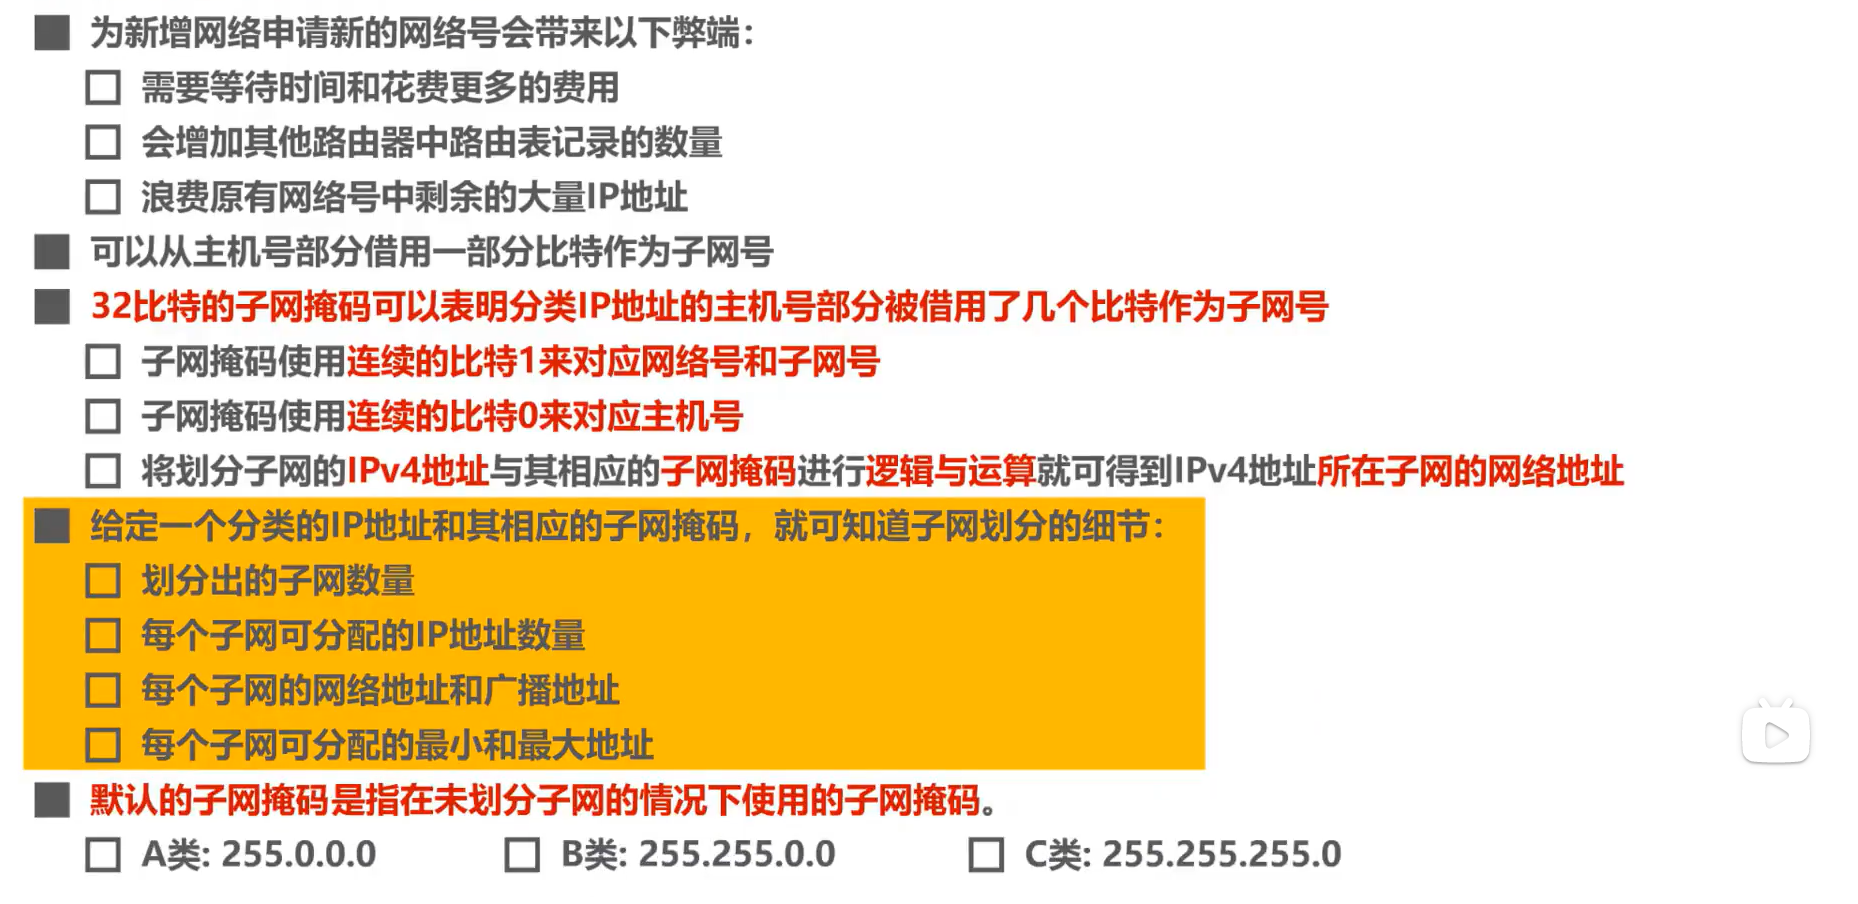 为新增网络申请新的网络号会带来以下弊端：
需要等待时间和花费更多的费用
会增加其他路由器中路由表记录的数量
浪费原有网络号中剩余的大量IP地址
可以从主机号部分借用一部分比特作为子网号
32比特的子网掩码可以表明分类IP地址的主机号部分被借用了几个比特作为子网号
子网掩码使用连续的比特1来对应网络号和子网号
子网掩码使用连续的比特0来对应主机号
将划分子网的IPv4地址与其相应的子网掩码进行逻辑与运算就可得到IPv4地址所在子网的网络地址
给定一个分类的IP地址和其相应的子网掩码，就可知道子网划分的细节：
划分出的子网数量
每个子网可分配的IP地址数量
每个子网的网络地址和广播地址
每个子网可分配的最小和最大地址
默认的子网掩码是指在未划分子网的情况下使用的子网掩码。
A类: 255.0.0.0 B类: 255.255.0.0 C类: 255.255.255.0